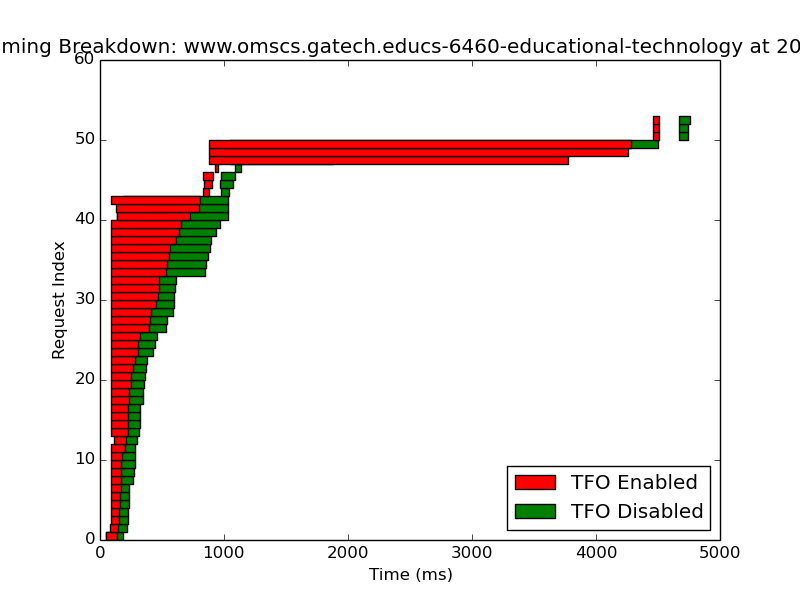 ming Breakdown: www.omscs.gatech.educs-6460-educational-technology at 20
60
50
40
30
20
10
0
Request Index
0 1000 2000 3000 4000 5000
Time (ms)
TFO Enabled
TFO Disabled